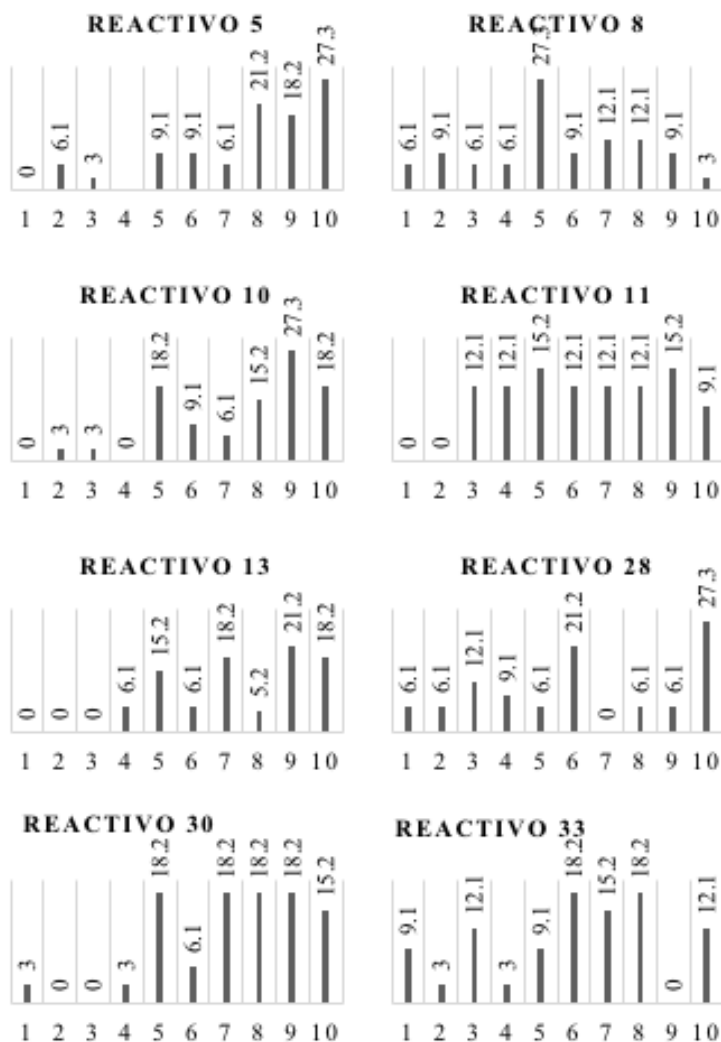 REACTIVO 5
0 6.1 3 9.1 9.1 6.1 21.2 18.2 27.3
1 2 3 4 5 6 7 8 9 10
REACTIVO 8
6.1 9.1 6.1 6.1 27.3 9.1 12.1 12.1 9.1 3
1 2 3 4 5 6 7 8 9 10
REACTIVO 10
0 3 3 0 18.2 9.1 6.1 15.2 27.3 18.2
1 2 3 4 5 6 7 8 9 10
REACTIVO 11
0 0 12.1 12.1 15.2 12.1 12.1 12.1 15.2 9.1
1 2 3 4 5 6 7 8 9 10
REACTIVO 13
0 0 0 6.1 15.2 6.1 18.2 5.2 21.2 18.2
1 2 3 4 5 6 7 8 9 10
REACTIVO 28
6.1 6.1 12.1 9.1 6.1 21.2 0 6.1 6.1 27.3
1 2 3 4 5 6 7 8 9 10
REACTIVO 30
3 0 0 3 18.2 6.1 18.2 18.2 18.2 15.2
1 2 3 4 5 6 7 8 9 10
REACTIVO 33
9.1 3 12.1 3 9.1 18.2 15.2 18.2 0 12.1
1 2 3 4 5 6 7 8 9 10